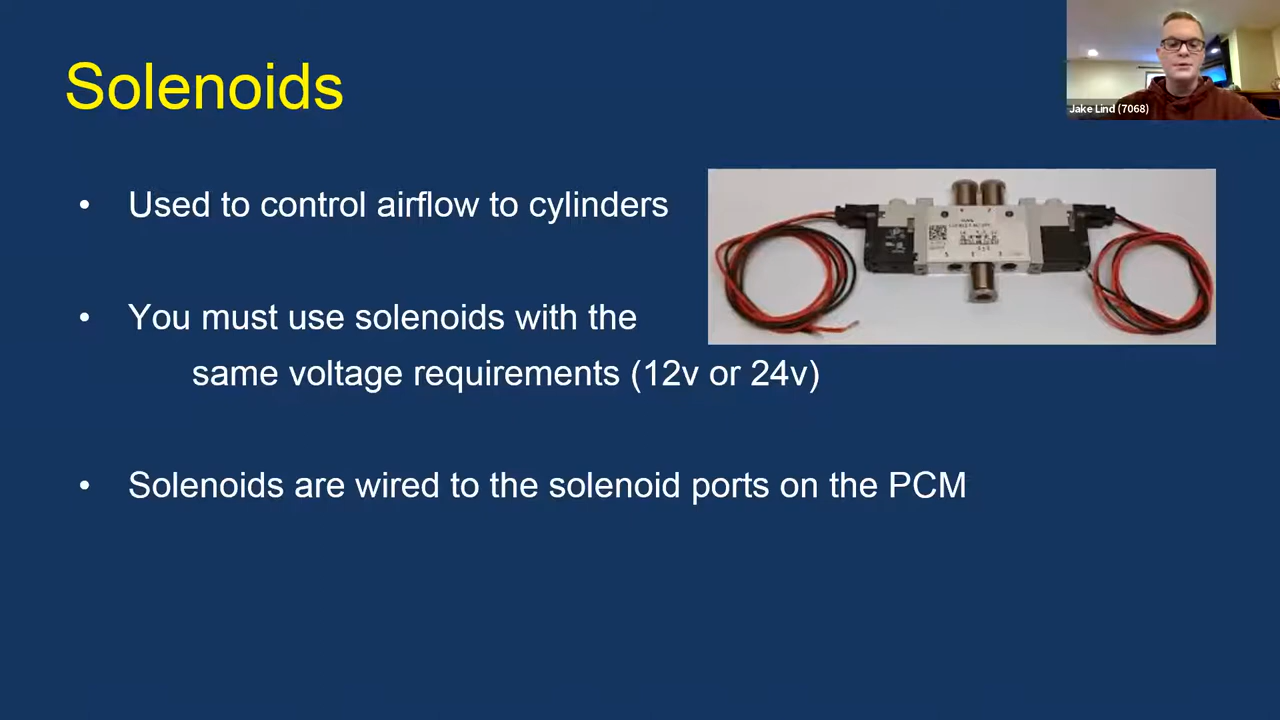 Solenoids
Jake Lind (7068)
• Used to control airflow to cylinders
• You must use solenoids with the
same voltage requirements (12v or 24v)
• Solenoids are wired to the solenoid ports on the PCM